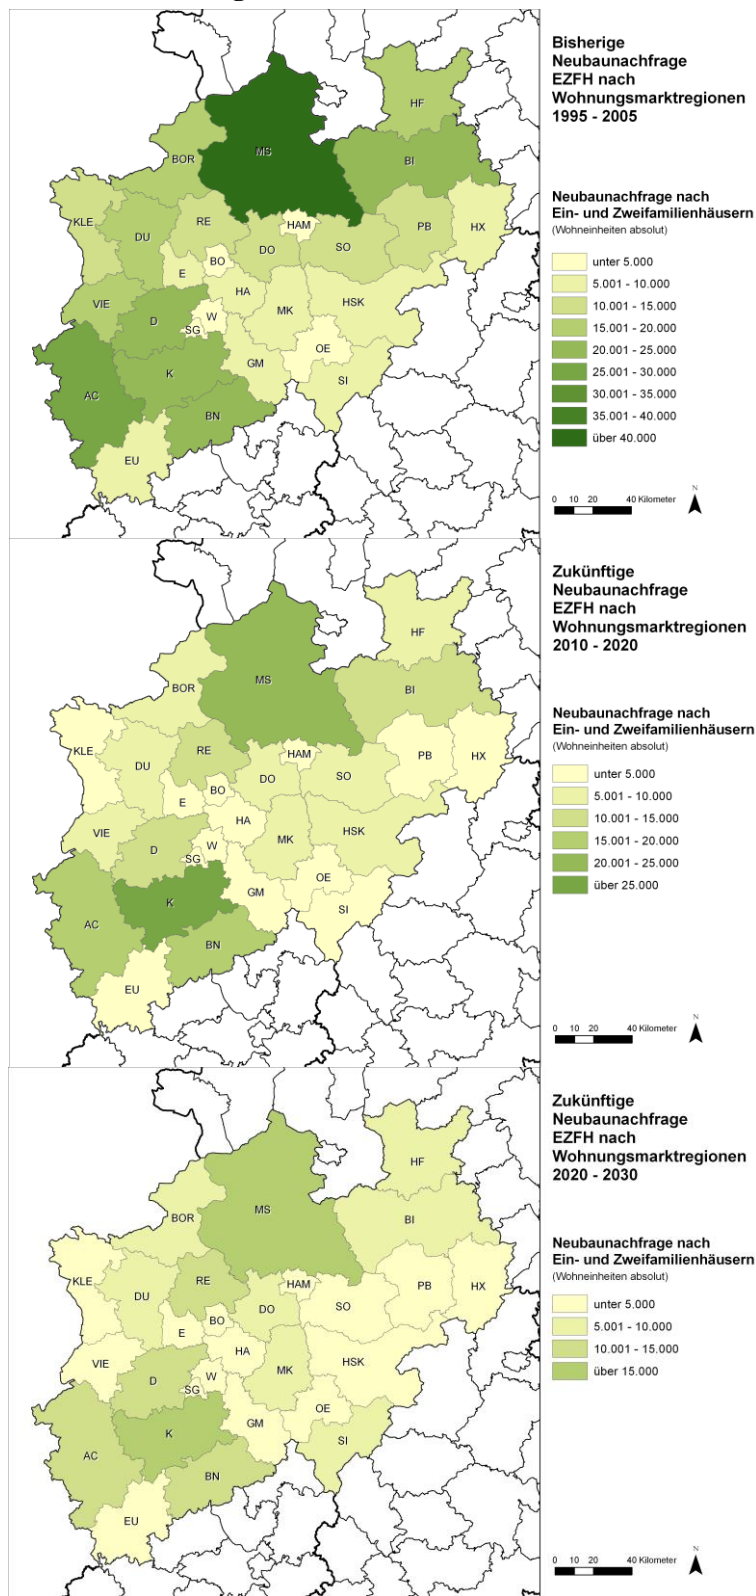 Bisherige
Neubaunachfrage
EZFH nach
Wohnungsmarktregionen
1995 - 2005
Neubaunachfrage nach
Ein- und Zweifamilienhäusern
(Wohneinheiten absolut)
unter 5.000
5.001 - 10.000
10.001 - 15.000
15.001 - 20.000
20.001 - 25.000
25.001 - 30.000
30.001 - 35.000
35.001 - 40.000
über 40.000
0 10 20 40 Kilometer
N
HF
BOR
MS
BI
KLE
DU
RE
HAM
DO
SO
PB
HX
E
BO
HA
MK
HSK
VIE
D
SG
W
OE
AC
K
GM
SI
BN
EU
Zukünftige
Neubaunachfrage
EZFH nach
Wohnungsmarktregionen
2010 - 2020
Neubaunachfrage nach
Ein- und Zweifamilienhäusern
(Wohneinheiten absolut)
unter 5.000
5.001 - 10.000
10.001 - 15.000
15.001 - 20.000
20.001 - 25.000
über 25.000
0 10 20 40 Kilometer
N
HF
BOR
MS
BI
KLE
DU
RE
HAM
DO
SO
PB
HX
E
BO
HA
MK
HSK
VIE
D
SG
W
OE
AC
K
GM
SI
BN
EU
Zukünftige
Neubaunachfrage
EZFH nach
Wohnungsmarktregionen
2020 - 2030
Neubaunachfrage nach
Ein- und Zweifamilienhäusern
(Wohneinheiten absolut)
unter 5.000
5.001 - 10.000
10.001 - 15.000
über 15.000
0 10 20 40 Kilometer
N
HF
BOR
MS
BI
KLE
DU
RE
HAM
DO
SO
PB
HX
E
BO
HA
MK
HSK
VIE
D
SG
W
OE
AC
K
GM
SI
BN
EU